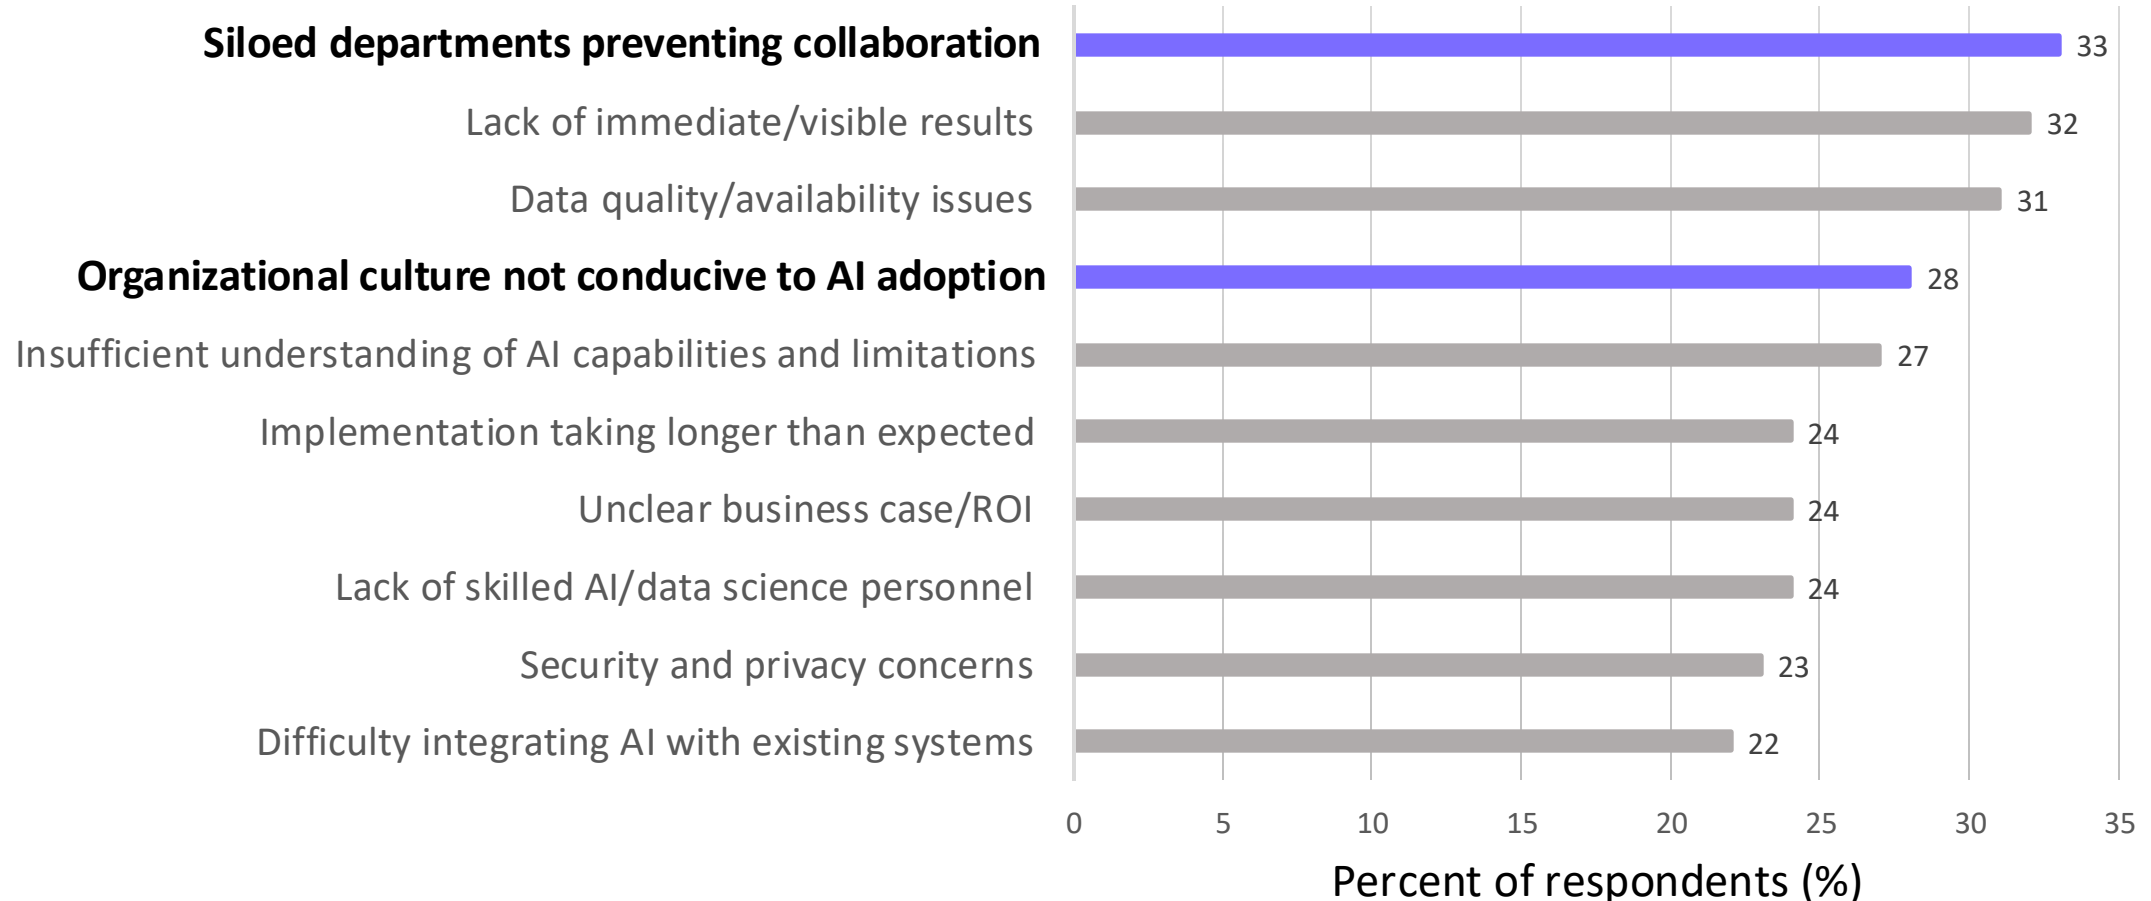 Siloed departments preventing collaboration 33
Lack of immediate/visible results 32
Data quality/availability issues 31
Organizational culture not conducive to AI adoption 28
Insufficient understanding of AI capabilities and limitations 27
Implementation taking longer than expected 24
Unclear business case/ROI 24
Lack of skilled AI/data science personnel 24
Security and privacy concerns 23
Difficulty integrating AI with existing systems 22
0 5 10 15 20 25 30 35
Percent of respondents (%)